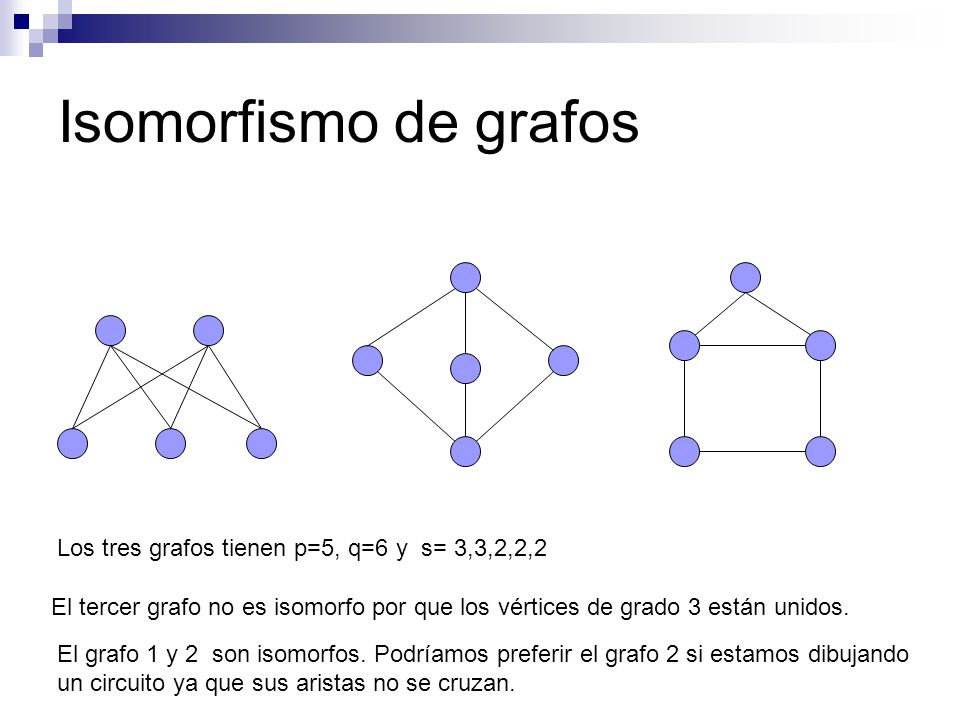 Isomorfismo de grafos
Los tres grafos tienen p=5, q=6 y  s= 3,3,2,2,2
El tercer grafo no es isomorfo por que los vértices de grado 3 están unidos.
El grafo 1 y 2  son isomorfos. Podríamos preferir el grafo 2 si estamos dibujando
un circuito ya que sus aristas no se cruzan.